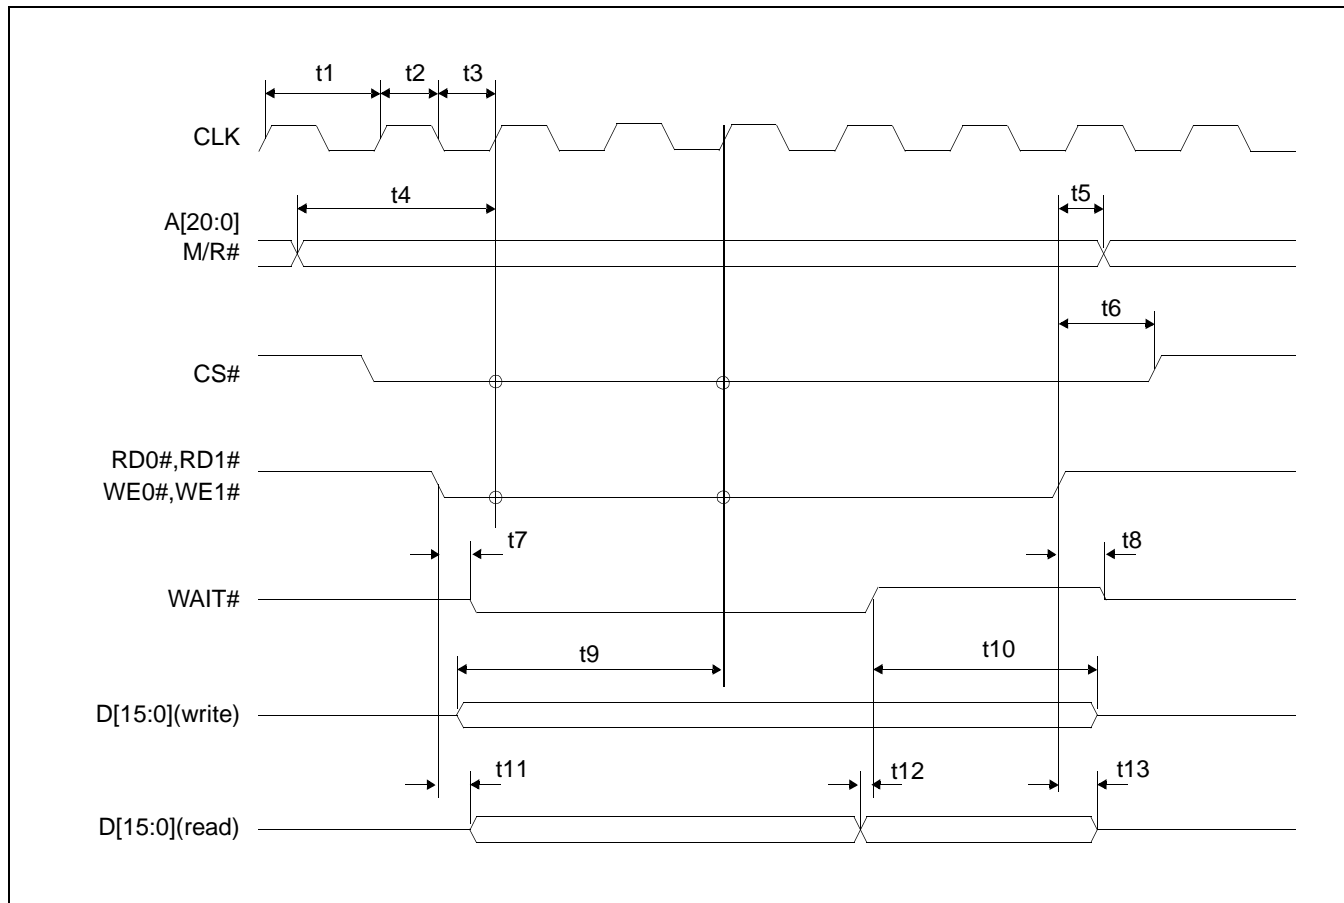 t1 t2 t3
CLK
t4 t5
A[20:0]
M/R#
t6
CS#
RD0#,RD1#
WE0#,WE1#
t7 t8
WAIT#
t9 t10
D[15:0](write)
t11 t12 t13
D[15:0](read)